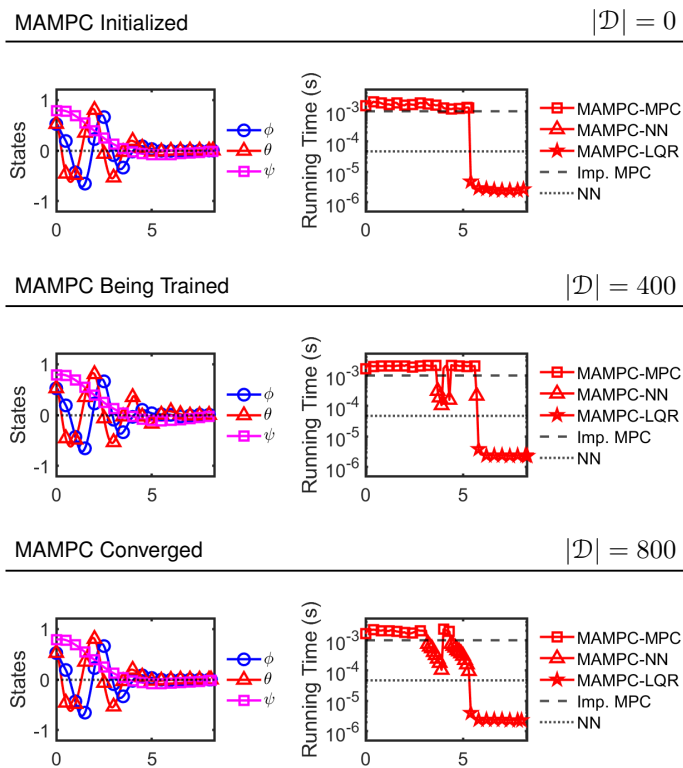 MAMPC Initialized |𝒟| = 0
1
0
-1
States
0 5
ϕ
θ
ψ
Running Time (s)
10⁻³
10⁻⁴
10⁻⁵
10⁻⁶
0 5
MAMPC-MPC
MAMPC-NN
MAMPC-LQR
Imp. MPC
NN
MAMPC Being Trained |𝒟| = 400
1
0
-1
States
0 5
ϕ
θ
ψ
Running Time (s)
10⁻³
10⁻⁴
10⁻⁵
10⁻⁶
0 5
MAMPC-MPC
MAMPC-NN
MAMPC-LQR
Imp. MPC
NN
MAMPC Converged |𝒟| = 800
1
0
-1
States
0 5
ϕ
θ
ψ
Running Time (s)
10⁻³
10⁻⁴
10⁻⁵
10⁻⁶
0 5
MAMPC-MPC
MAMPC-NN
MAMPC-LQR
Imp. MPC
NN